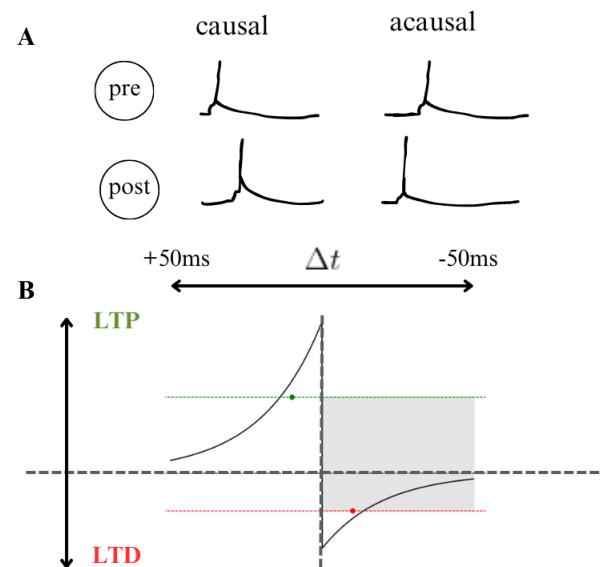 causal acausal
A
pre
post
+50ms Δt -50ms
B
LTP
LTD